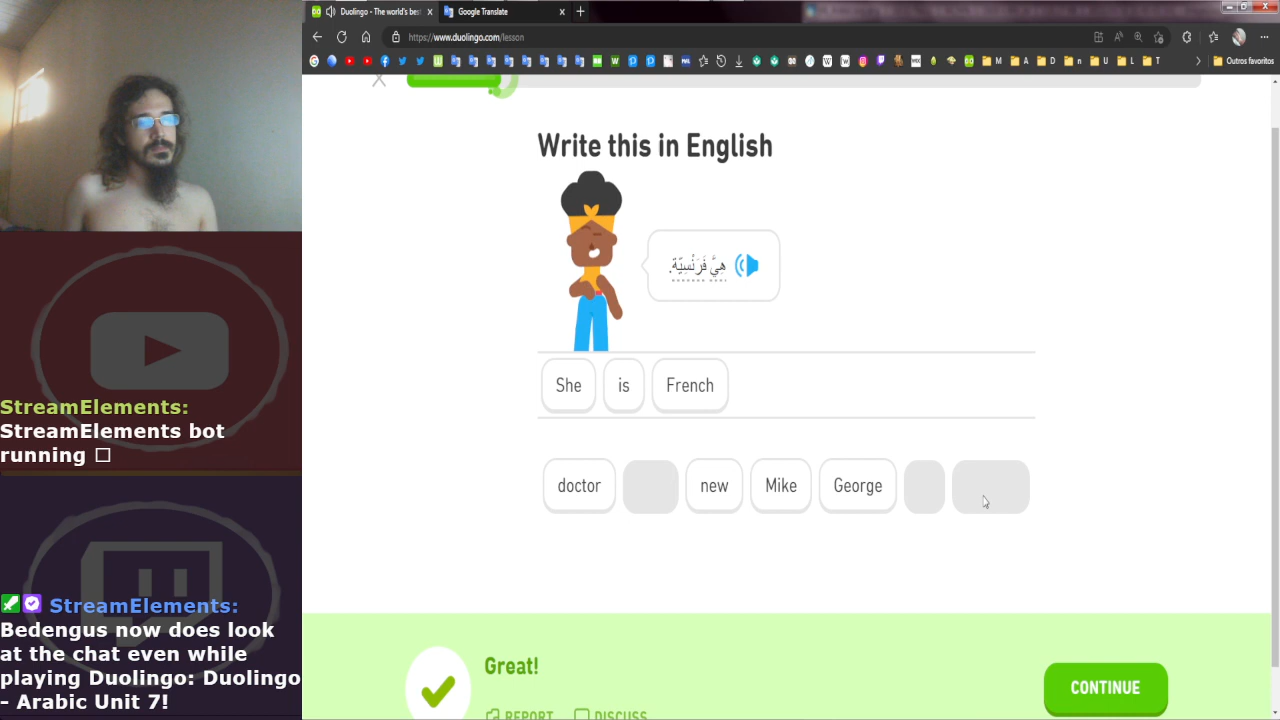 Duolingo - The world's bes
Google Translate
https://www.duolingo.com/lesson
M
A
D
n
U
L
T
Outros favoritos
Write this in English
هِيَّ فَرَنْسِيّة.
She is French
doctor new Mike George
StreamElements:
StreamElements bot
running □
StreamElements:
Bedengus now does look
at the chat even while
playing Duolingo: Duolingo
- Arabic Unit 7!
Great!
REPORT DISCUSS
CONTINUE